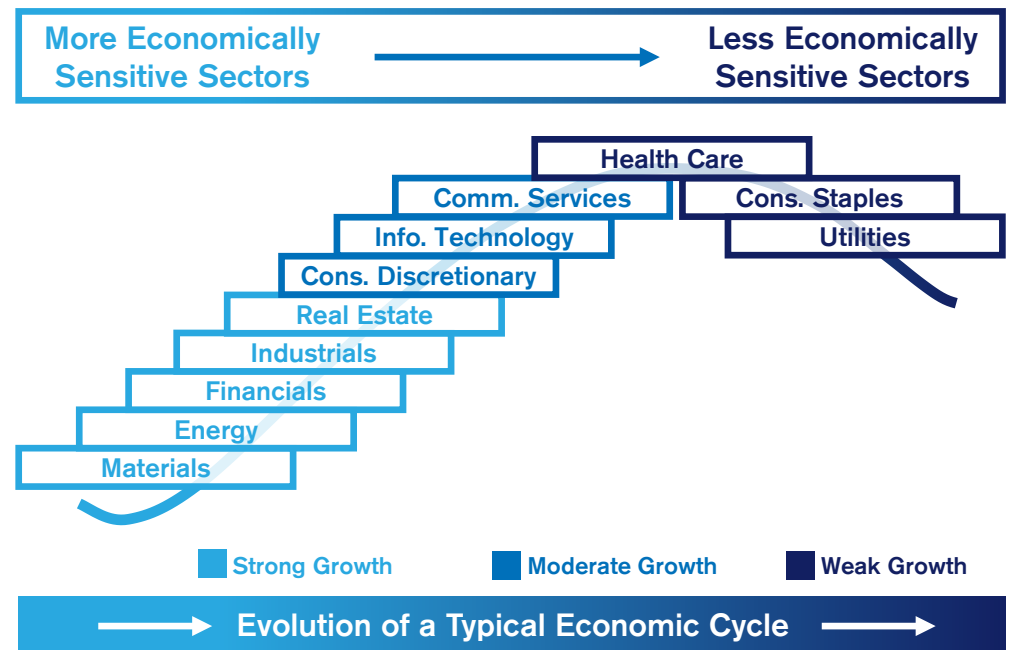 More Economically
Sensitive Sectors
Less Economically
Sensitive Sectors
Health Care
Comm. Services
Cons. Staples
Info. Technology
Utilities
Cons. Discretionary
Real Estate
Industrials
Financials
Energy
Materials
Strong Growth
Moderate Growth
Weak Growth
Evolution of a Typical Economic Cycle